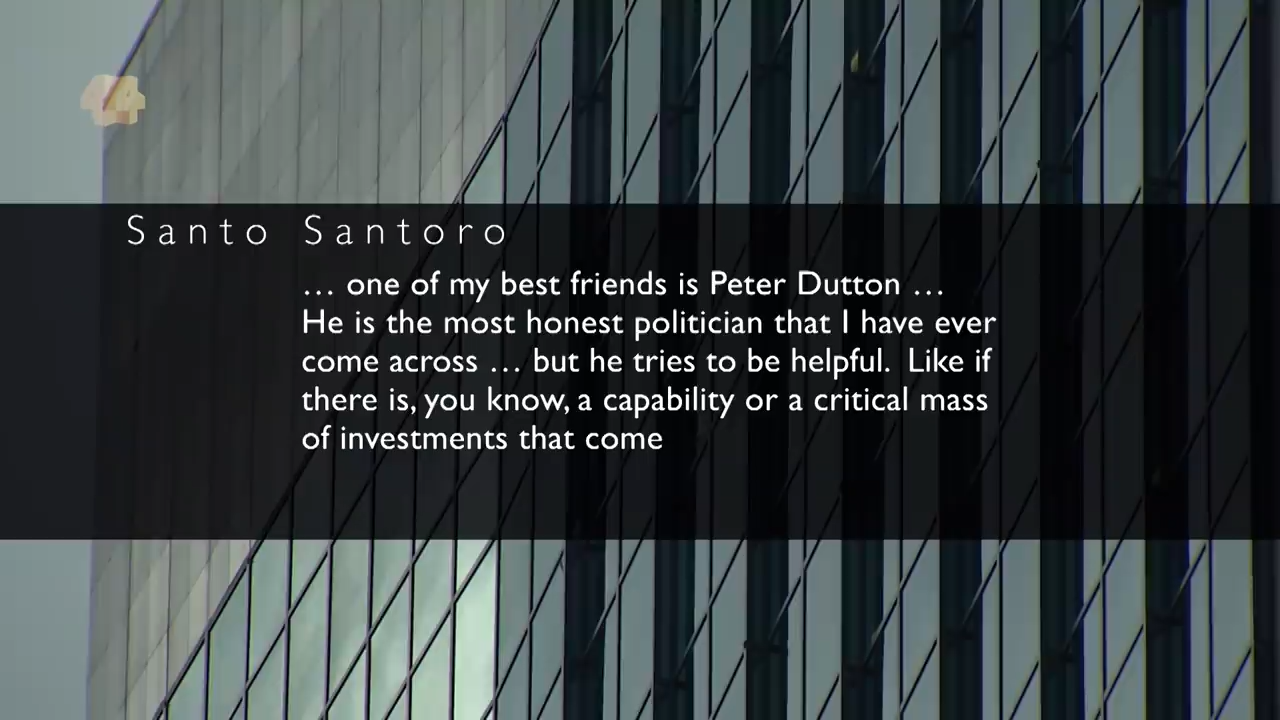 Santo Santoro
… one of my best friends is Peter Dutton …
He is the most honest politician that I have ever
come across … but he tries to be helpful.  Like if
there is, you know, a capability or a critical mass
of investments that come